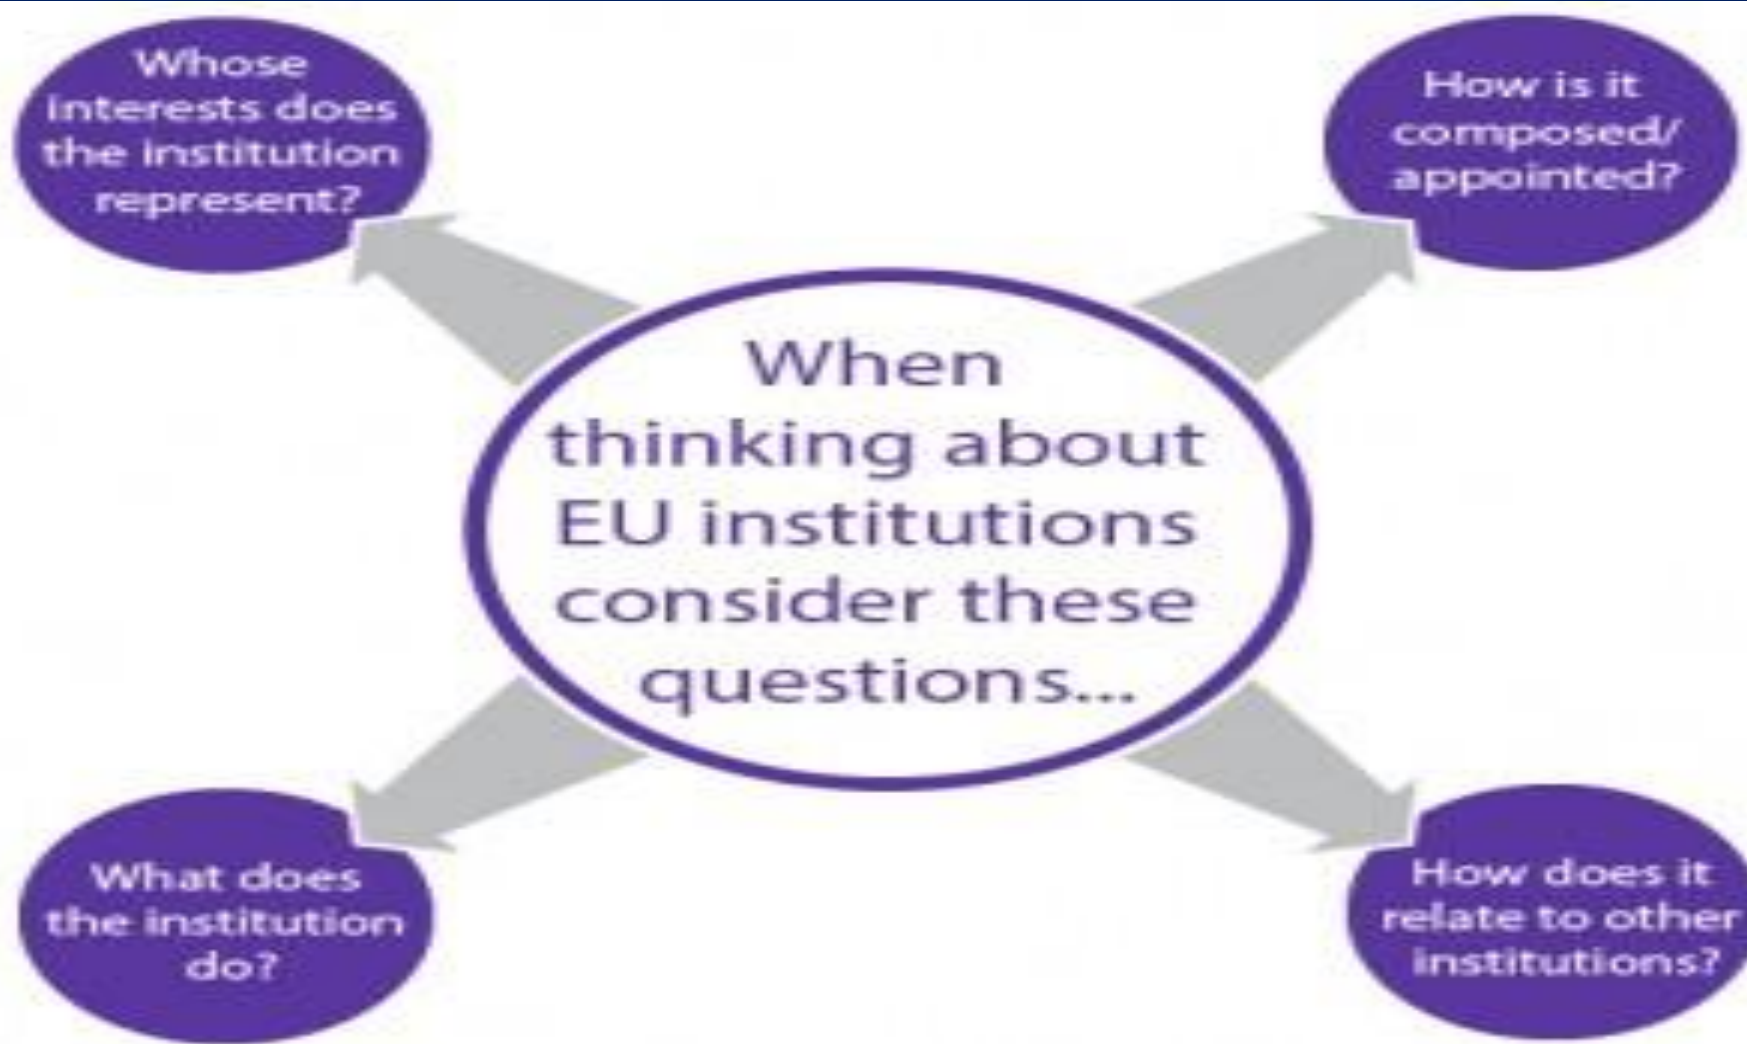 Whose
interests does
the institution
represent?
How is it
composed/
appointed?
When
thinking about
EU institutions
consider these
questions...
What does
the institution
do?
How does it
relate to other
institutions?